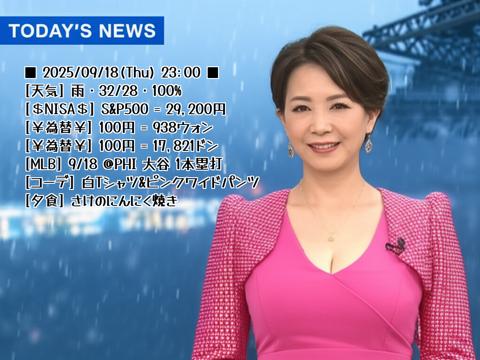 TODAY'S NEWS
■ 2025/09/18(Thu) 23:00 ■
[天気] 雨・32/28・100%
[＄NISA＄] S&P500 = 29,200円
[￥為替￥] 100円 = 938ウォン
[￥為替￥] 100円 = 17,821ドン
[MLB] 9/18 @PHI 大谷 1本塁打
[コーデ] 白Tシャツ&ピンクワイドパンツ
[夕食] さけのにんにく焼き